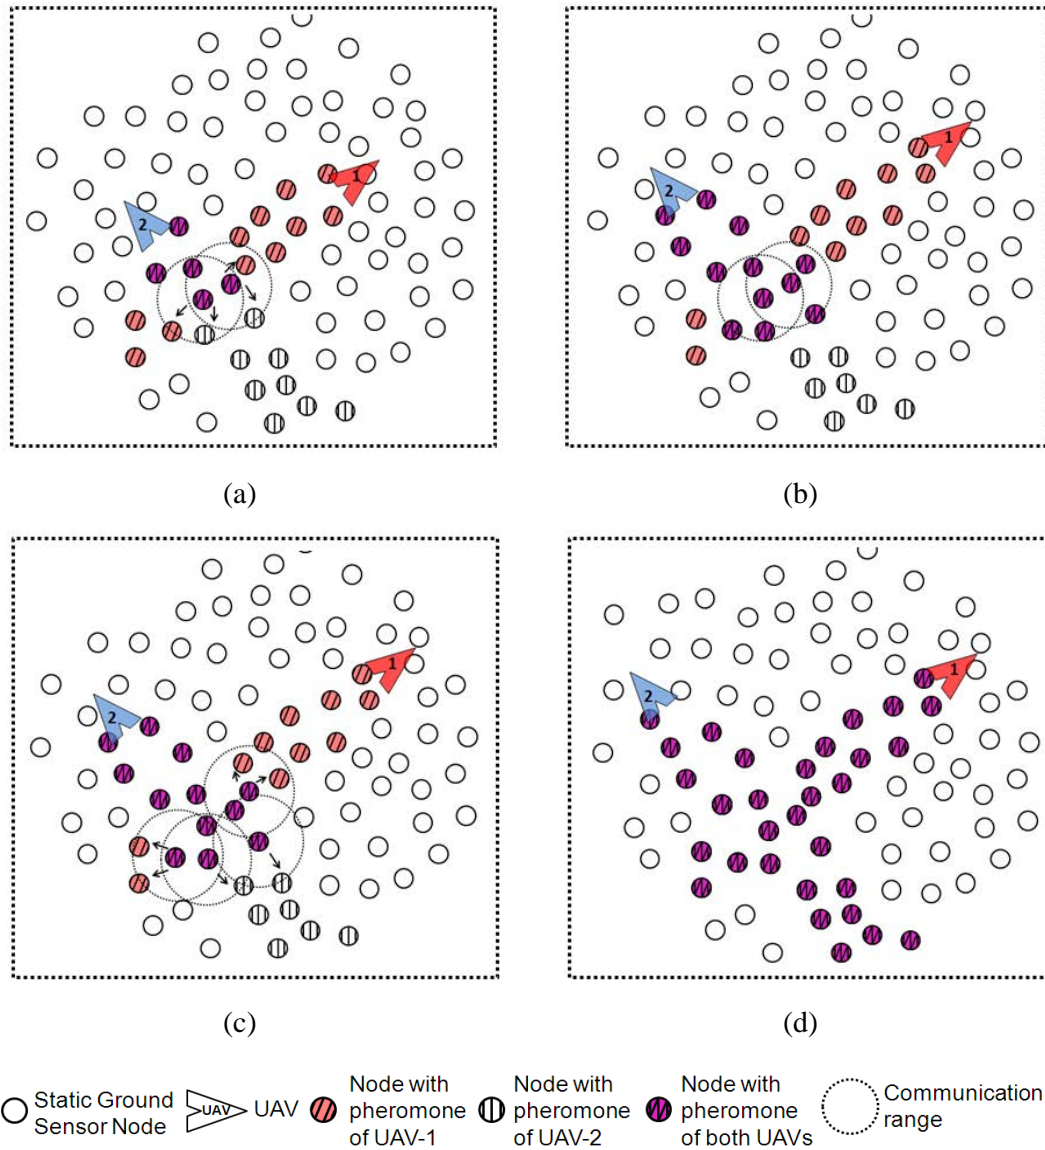 1
2
(a)
1
2
(b)
1
2
(c)
1
2
(d)
Static Ground
Sensor Node
UAV
UAV
Node with
pheromone
of UAV-1
Node with
pheromone
of UAV-2
Node with
pheromone
of both UAVs
Communication
range